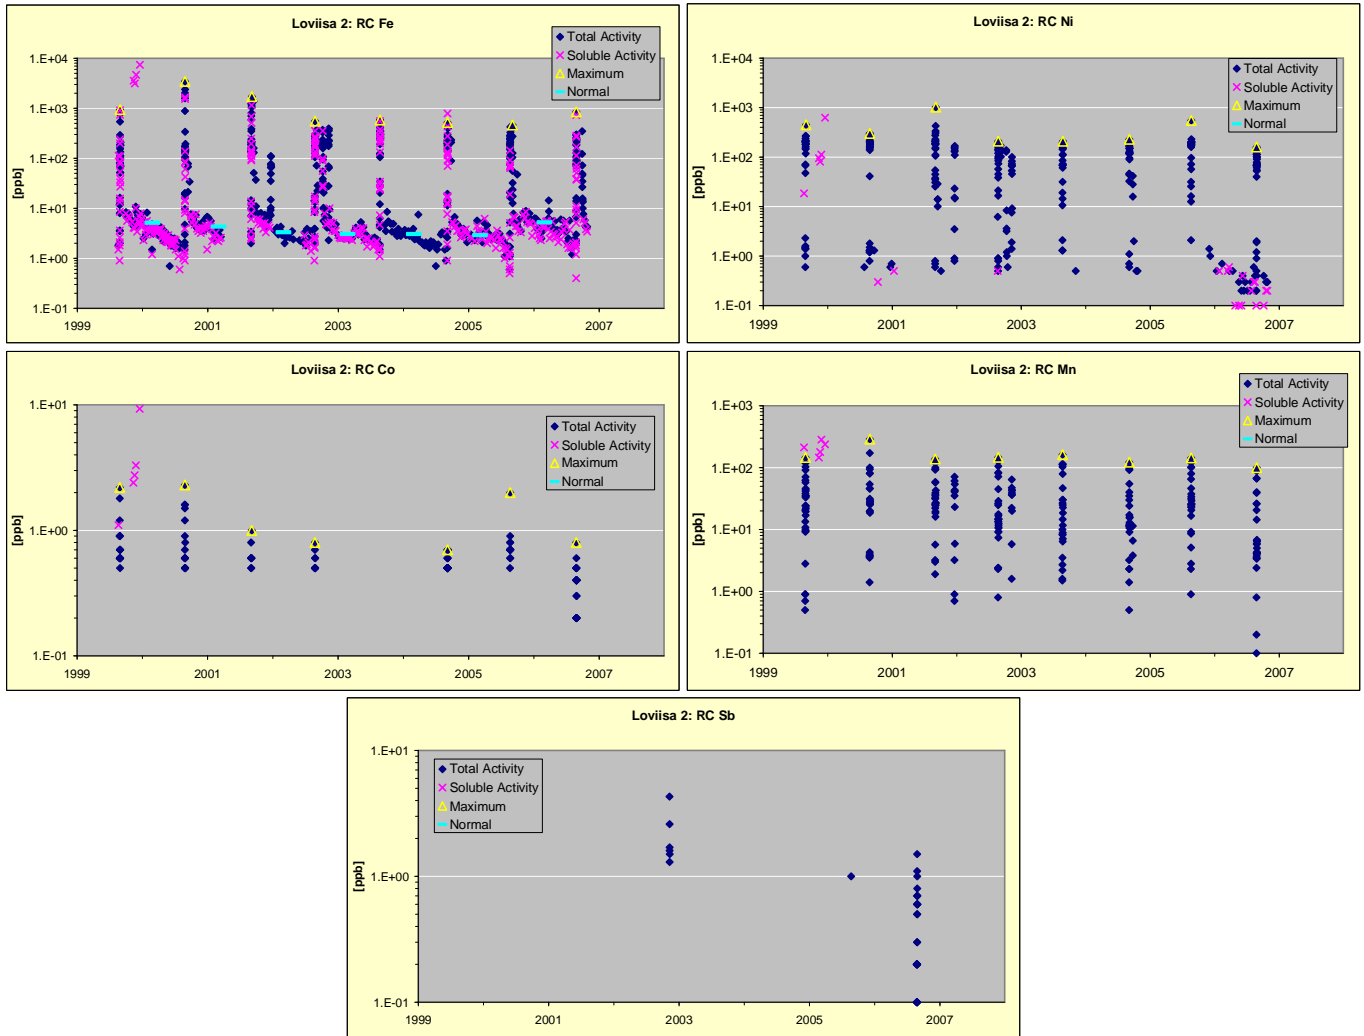 Loviisa 2: RC Fe
Total Activity
Soluble Activity
Maximum
Normal
[ppb]
1.E+04
1.E+03
1.E+02
1.E+01
1.E+00
1.E-01
1999
2001
2003
2005
2007
Loviisa 2: RC Ni
Total Activity
Soluble Activity
Maximum
Normal
[ppb]
1.E+04
1.E+03
1.E+02
1.E+01
1.E+00
1.E-01
1999
2001
2003
2005
2007
Loviisa 2: RC Co
Total Activity
Soluble Activity
Maximum
Normal
[ppb]
1.E+01
1.E+00
1.E-01
1999
2001
2003
2005
2007
Loviisa 2: RC Mn
Total Activity
Soluble Activity
Maximum
Normal
[ppb]
1.E+03
1.E+02
1.E+01
1.E+00
1.E-01
1999
2001
2003
2005
2007
Loviisa 2: RC Sb
Total Activity
Soluble Activity
Maximum
Normal
[ppb]
1.E+01
1.E+00
1.E-01
1999
2001
2003
2005
2007